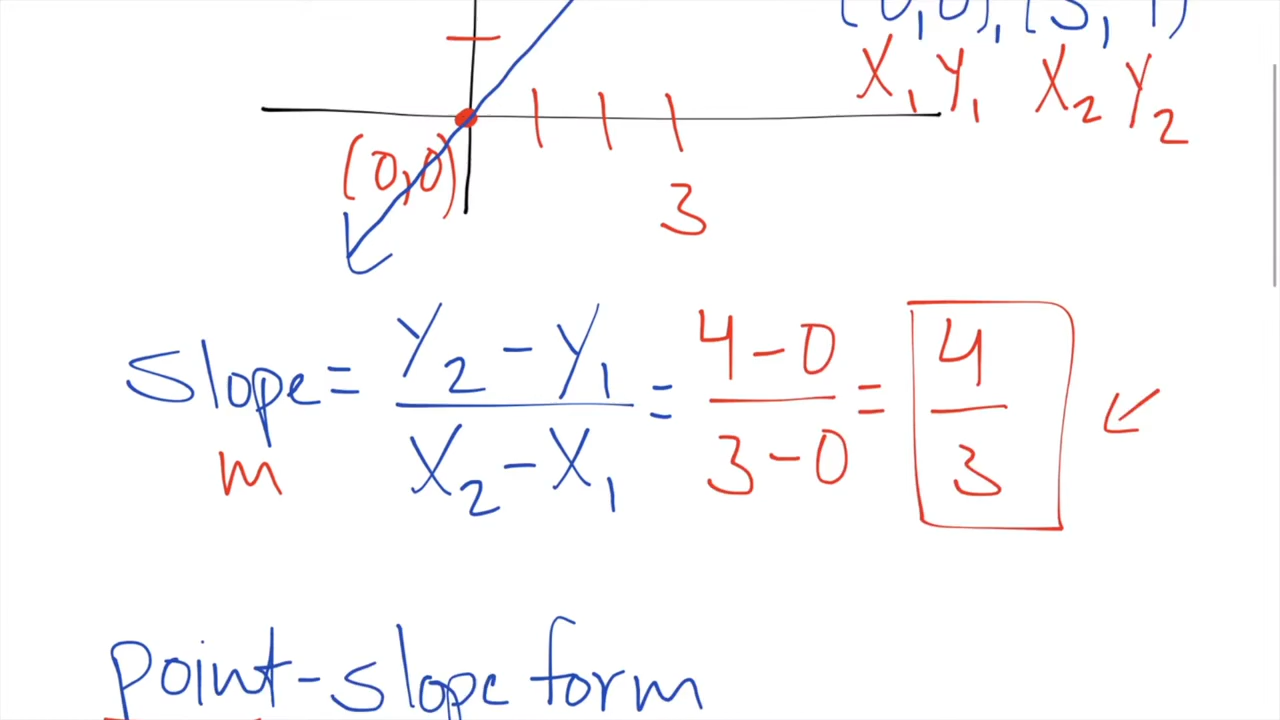 (0,0), (3,
X₁ Y₁ X₂ Y₂
(0,0)
3
Slope = Y₂ - Y₁ / X₂ - X₁ = 4 - 0 / 3 - 0 = 4 / 3
m
point-slope form